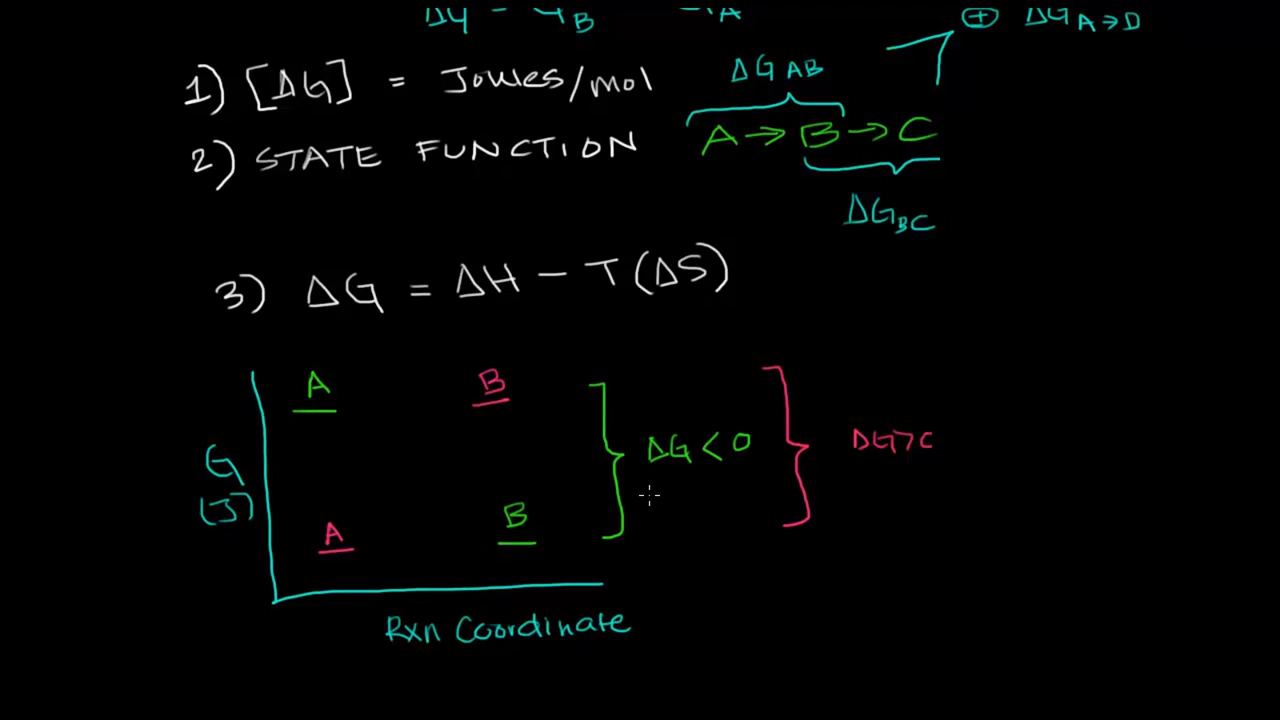 ⊕ ΔG A→D
1) [ΔG] = Joules/mol
ΔG AB
A → B → C
2) STATE FUNCTION
ΔG BC
3) ΔG = ΔH - T(ΔS)
A B
G
(J)
ΔG < 0
ΔG > C
A B
Rxn Coordinate